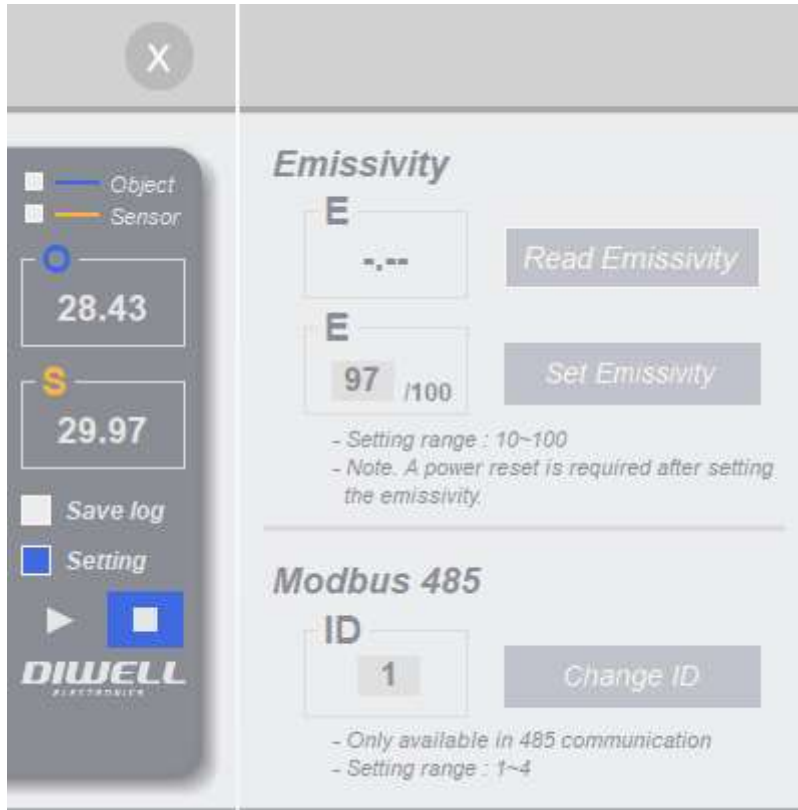 X
Object
Sensor
O
28.43
S
29.97
Save log
Setting
DIWELL
ELECTRONICS
Emissivity
E
-.--
Read Emissivity
E
97 /100
Set Emissivity
- Setting range : 10~100
- Note. A power reset is required after setting
the emissivity.
Modbus 485
ID
1
Change ID
- Only available in 485 communication
- Setting range : 1~4